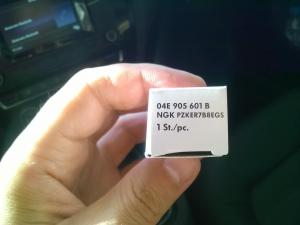 04E 905 601 B
NGK PZKER7B8EGS
1 St./pc.